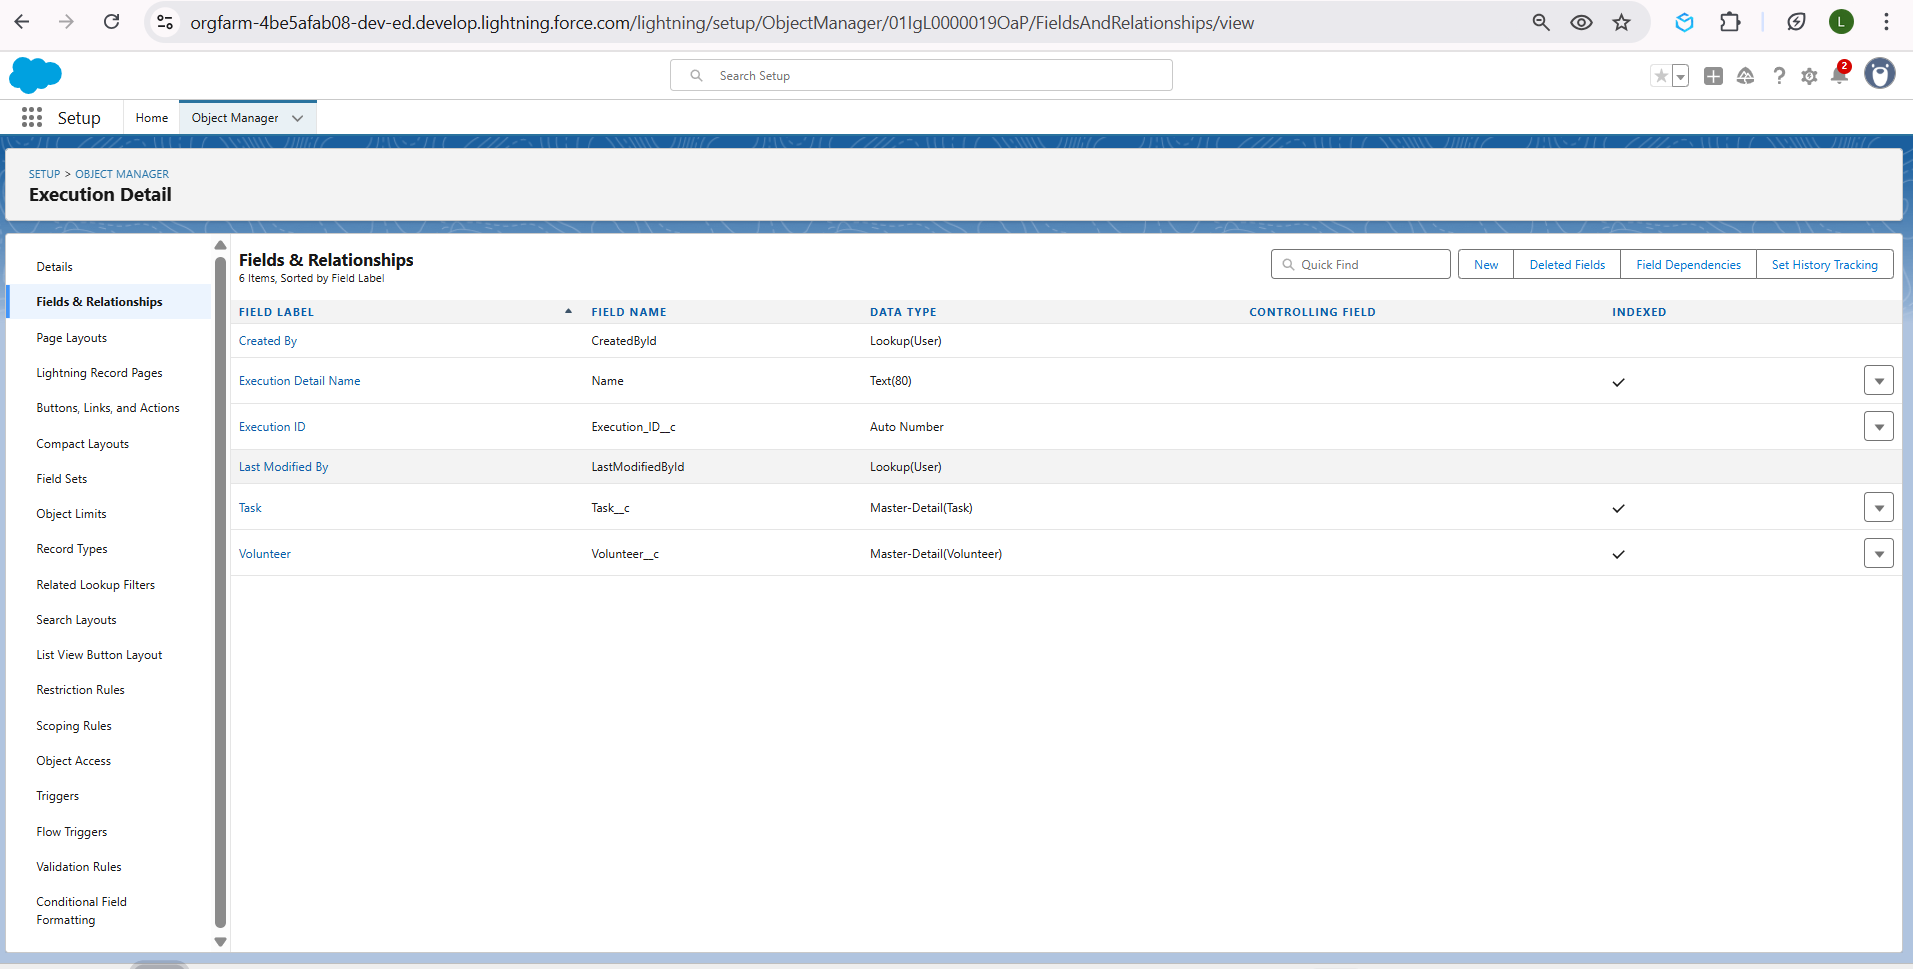 orgfarm-4be5afab08-dev-ed.develop.lightning.force.com/lightning/setup/ObjectManager/01IgL0000019OaP/FieldsAndRelationships/view
L
Search Setup
2
Setup
Home
Object Manager
SETUP > OBJECT MANAGER
Execution Detail
Details
Fields & Relationships
Page Layouts
Lightning Record Pages
Buttons, Links, and Actions
Compact Layouts
Field Sets
Object Limits
Record Types
Related Lookup Filters
Search Layouts
List View Button Layout
Restriction Rules
Scoping Rules
Object Access
Triggers
Flow Triggers
Validation Rules
Conditional Field
Formatting
Fields & Relationships
6 Items, Sorted by Field Label
Quick Find
New
Deleted Fields
Field Dependencies
Set History Tracking
FIELD LABEL FIELD NAME DATA TYPE CONTROLLING FIELD INDEXED
Created By CreatedById Lookup(User)
Execution Detail Name Name Text(80)
Execution ID Execution_ID__c Auto Number
Last Modified By LastModifiedById Lookup(User)
Task Task__c Master-Detail(Task)
Volunteer Volunteer__c Master-Detail(Volunteer)